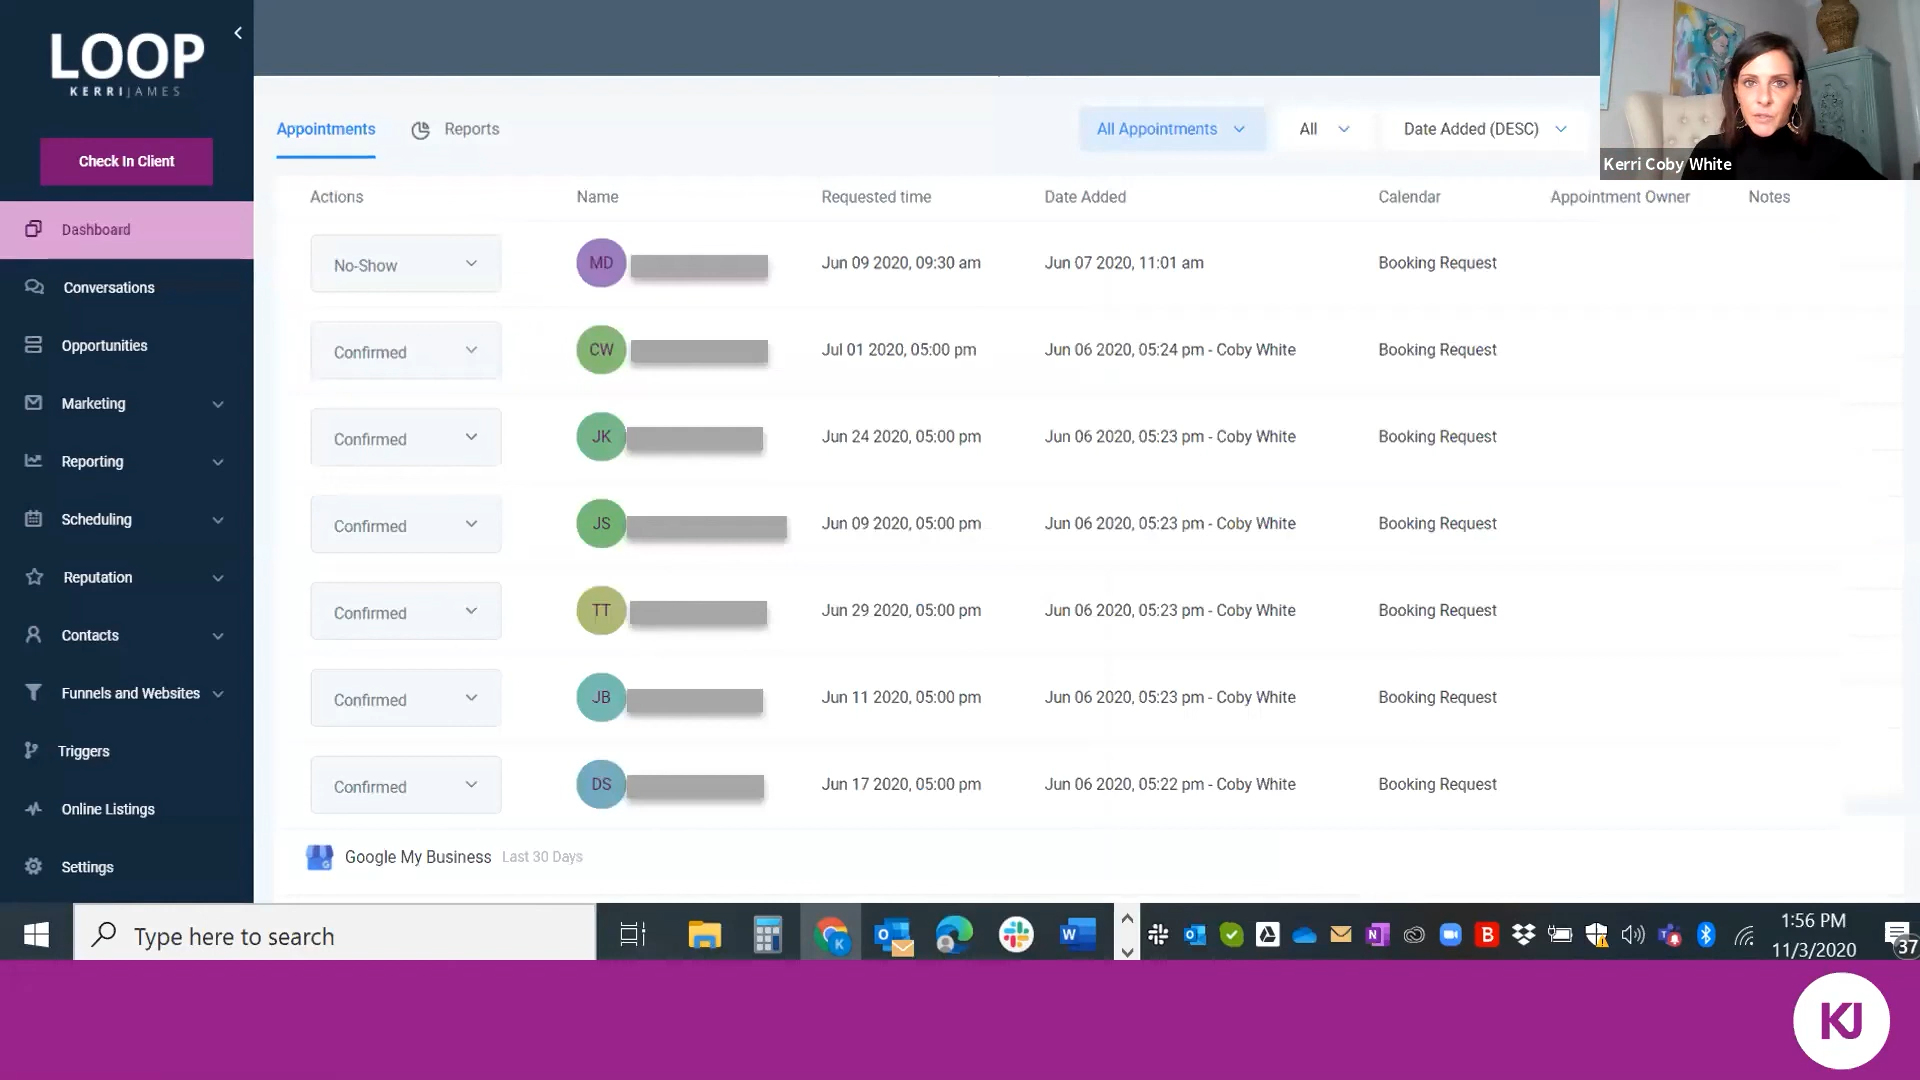 LOOP
KERRIJAMES
Check In Client
Dashboard
Conversations
Opportunities
Marketing
Reporting
Scheduling
Reputation
Contacts
Funnels and Websites
Triggers
Online Listings
Settings
Appointments Reports All Appointments All Date Added (DESC)
Kerri Coby White
Actions Name Requested time Date Added Calendar Appointment Owner Notes
No-Show MD Jun 09 2020, 09:30 am Jun 07 2020, 11:01 am Booking Request
Confirmed CW Jul 01 2020, 05:00 pm Jun 06 2020, 05:24 pm - Coby White Booking Request
Confirmed JK Jun 24 2020, 05:00 pm Jun 06 2020, 05:23 pm - Coby White Booking Request
Confirmed JS Jun 09 2020, 05:00 pm Jun 06 2020, 05:23 pm - Coby White Booking Request
Confirmed TT Jun 29 2020, 05:00 pm Jun 06 2020, 05:23 pm - Coby White Booking Request
Confirmed JB Jun 11 2020, 05:00 pm Jun 06 2020, 05:23 pm - Coby White Booking Request
Confirmed DS Jun 17 2020, 05:00 pm Jun 06 2020, 05:22 pm - Coby White Booking Request
Google My Business Last 30 Days
Type here to search
1:56 PM
11/3/2020
37
KJ